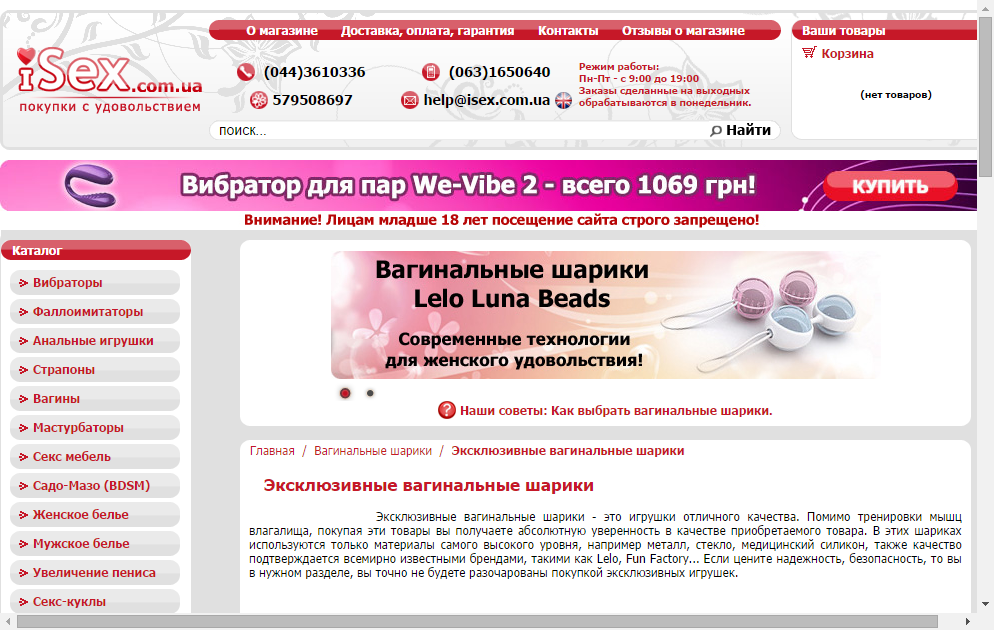 О магазине
Доставка, оплата, гарантия
Контакты
Отзывы о магазине
Ваши товары
iSex.com.ua
покупки с удовольствием
(044)3610336
(063)1650640
579508697
help@isex.com.ua
Режим работы:
Пн-Пт - с 9:00 до 19:00
Заказы сделанные на выходных
обрабатываются в понедельник.
Корзина
(нет товаров)
поиск...
Найти
Вибратор для пар We-Vibe 2 - всего 1069 грн!
КУПИТЬ
Внимание! Лицам младше 18 лет посещение сайта строго запрещено!
Каталог
Вибраторы
Фаллоимитаторы
Анальные игрушки
Страпоны
Вагины
Мастурбаторы
Секс мебель
Садо-Мазо (BDSM)
Женское белье
Мужское белье
Увеличение пениса
Секс-куклы
Вагинальные шарики
Lelo Luna Beads
Современные технологии
для женского удовольствия!
Наши советы: Как выбрать вагинальные шарики.
Главная / Вагинальные шарики / Эксклюзивные вагинальные шарики
Эксклюзивные вагинальные шарики
Эксклюзивные вагинальные шарики - это игрушки отличного качества. Помимо тренировки мышц
влагалища, покупая эти товары вы получаете абсолютную уверенность в качестве приобретаемого товара. В этих шариках
используются только материалы самого высокого уровня, например металл, стекло, медицинский силикон, также качество
подтверждается всемирно известными брендами, такими как Lelo, Fun Factory... Если цените надежность, безопасность, то вы
в нужном разделе, вы точно не будете разочарованы покупкой эксклюзивных игрушек.